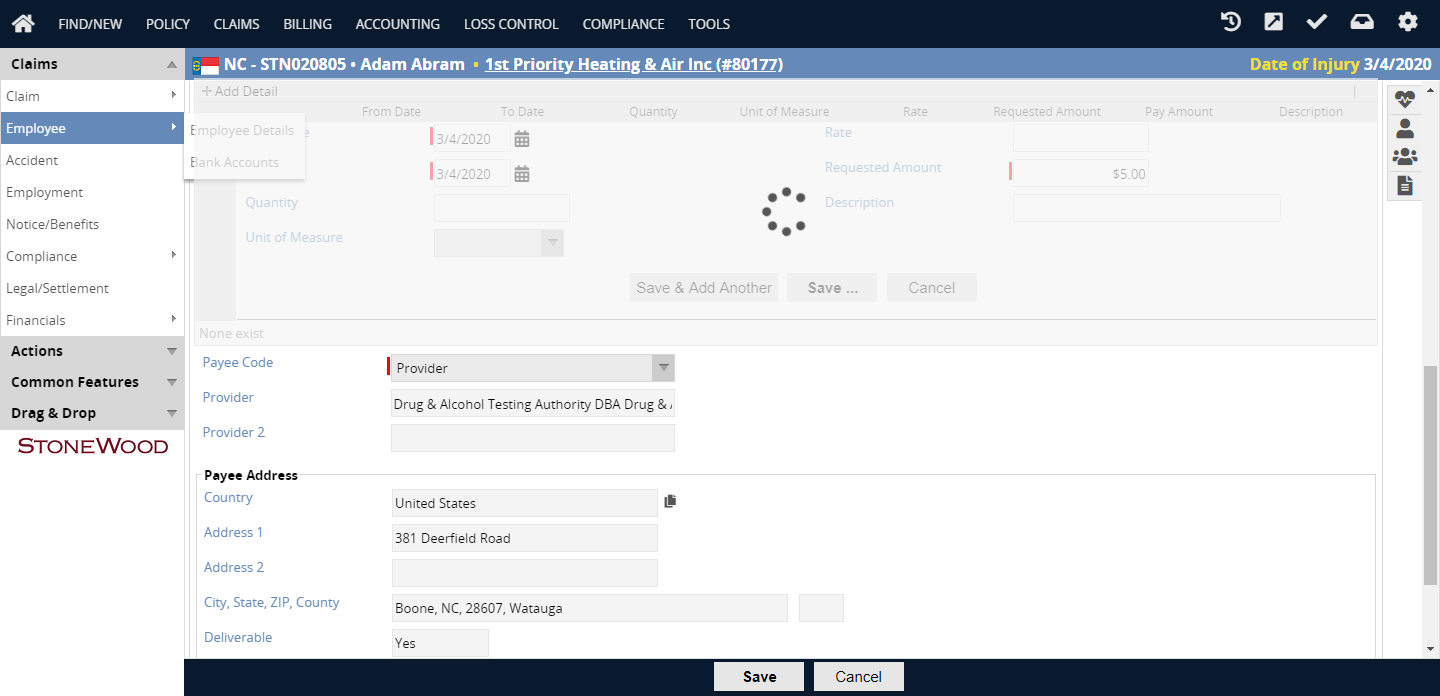 FIND/NEW POLICY CLAIMS BILLING ACCOUNTING LOSS CONTROL COMPLIANCE TOOLS
Claims
Claim
Employee
Accident
Employment
Notice/Benefits
Compliance
Legal/Settlement
Financials
Actions
Common Features
Drag & Drop
STONEWOOD
Employee Details
Bank Accounts
NC - STN020805 • Adam Abram • 1st Priority Heating & Air Inc (#80177)
Date of Injury 3/4/2020
Add Detail
From Date To Date Quantity Unit of Measure Rate Requested Amount Pay Amount Description
3/4/2020 Rate
3/4/2020 Requested Amount $5.00
Quantity Description
Unit of Measure
Save & Add Another Save ... Cancel
None exist
Payee Code Provider
Provider Drug & Alcohol Testing Authority DBA Drug &
Provider 2
Payee Address
Country United States
Address 1 381 Deerfield Road
Address 2
City, State, ZIP, County Boone, NC, 28607, Watauga
Deliverable Yes
Save Cancel